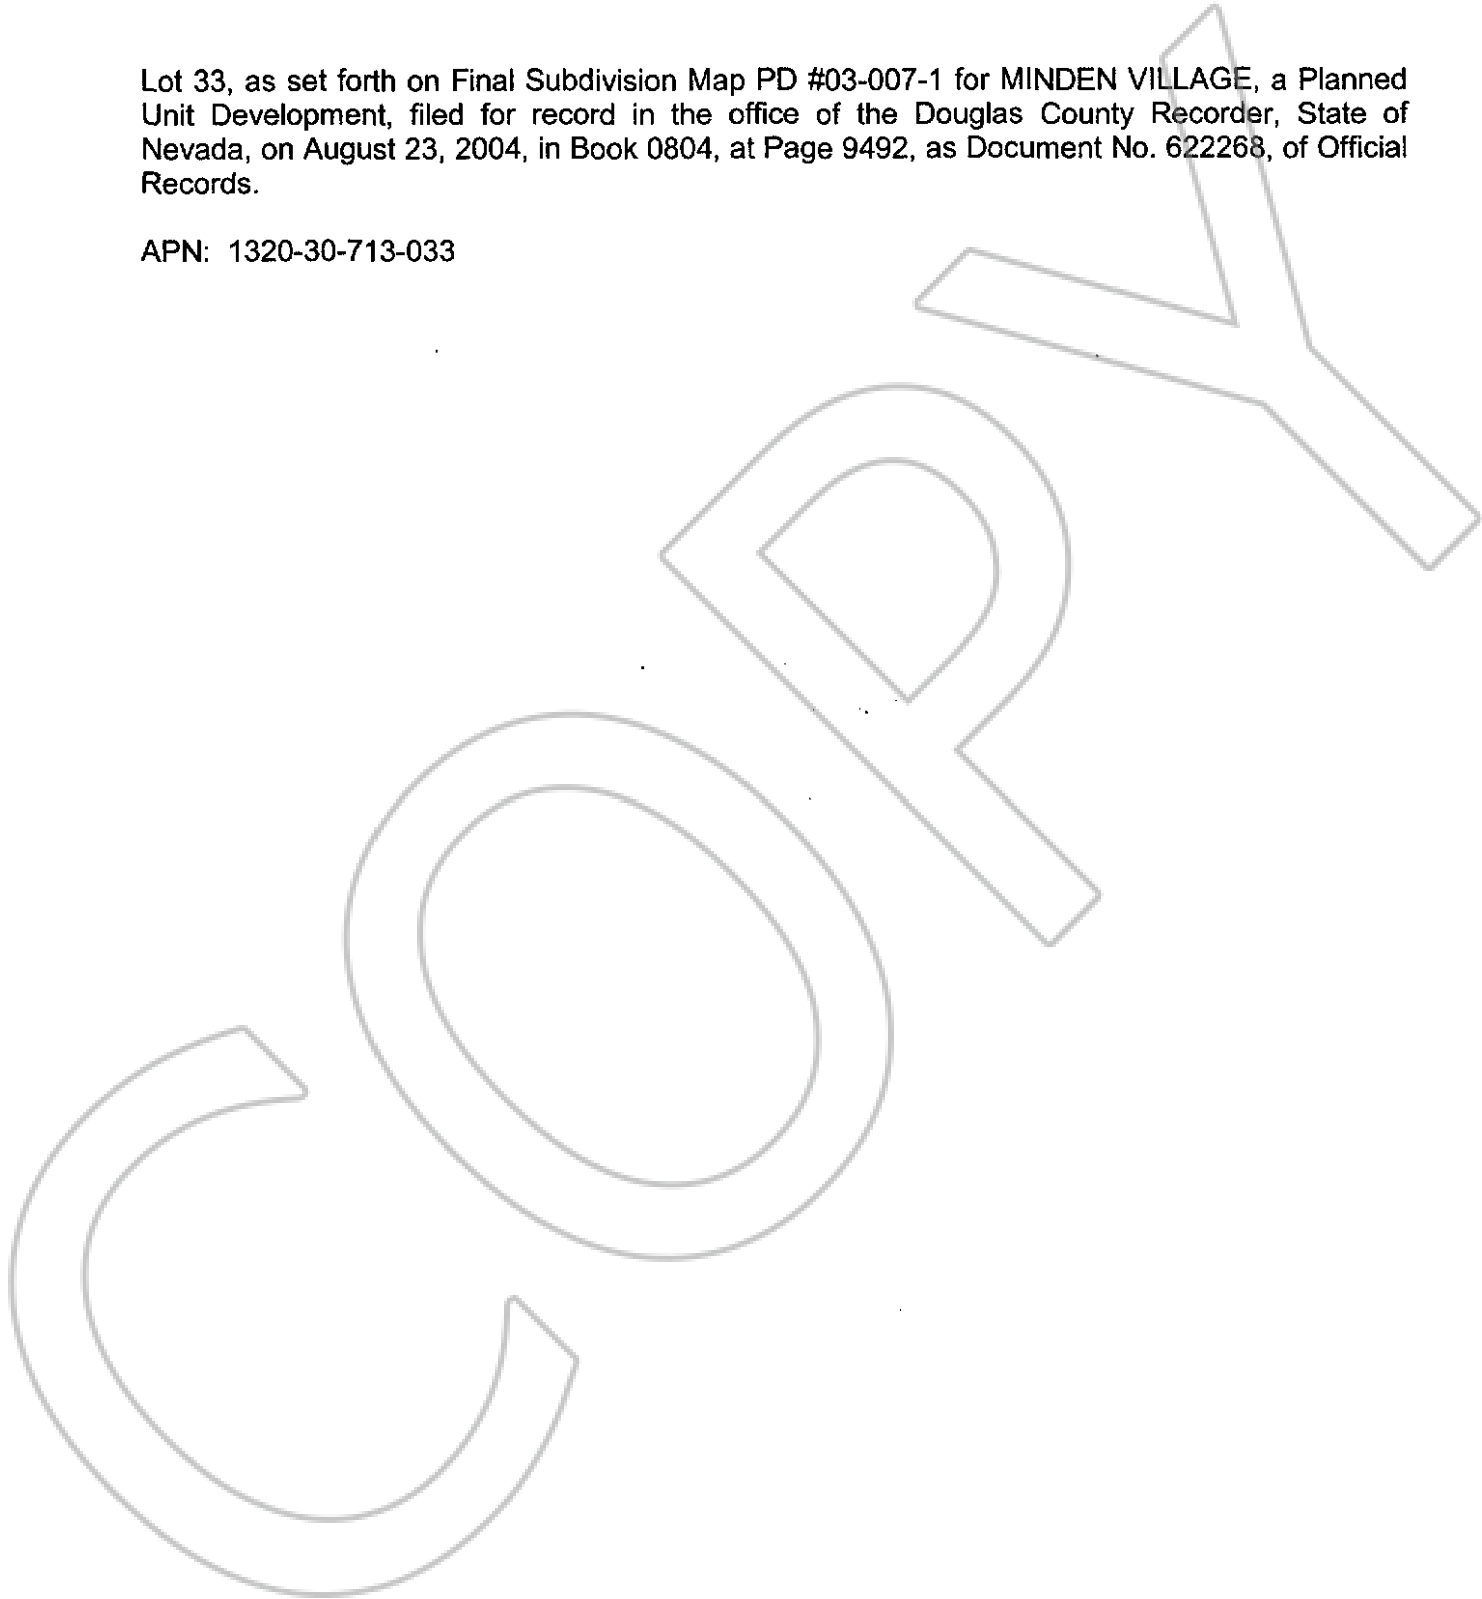 Lot 33, as set forth on Final Subdivision Map PD #03-007-1 for MINDEN VILLAGE, a Planned
Unit Development, filed for record in the office of the Douglas County Recorder, State of
Nevada, on August 23, 2004, in Book 0804, at Page 9492, as Document No. 622268, of Official
Records.
APN: 1320-30-713-033
COPY